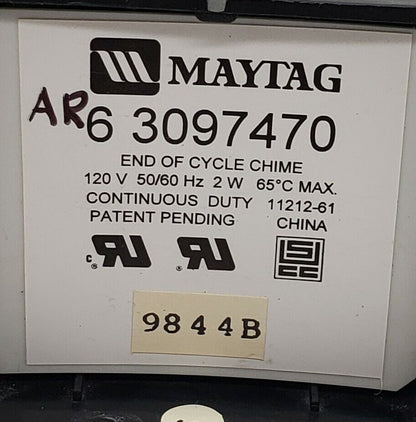 MAYTAG
AR
6 3097470
END OF CYCLE CHIME
120 V 50/60 Hz 2 W 65°C MAX.
CONTINUOUS DUTY 11212-61
PATENT PENDING CHINA
9844B